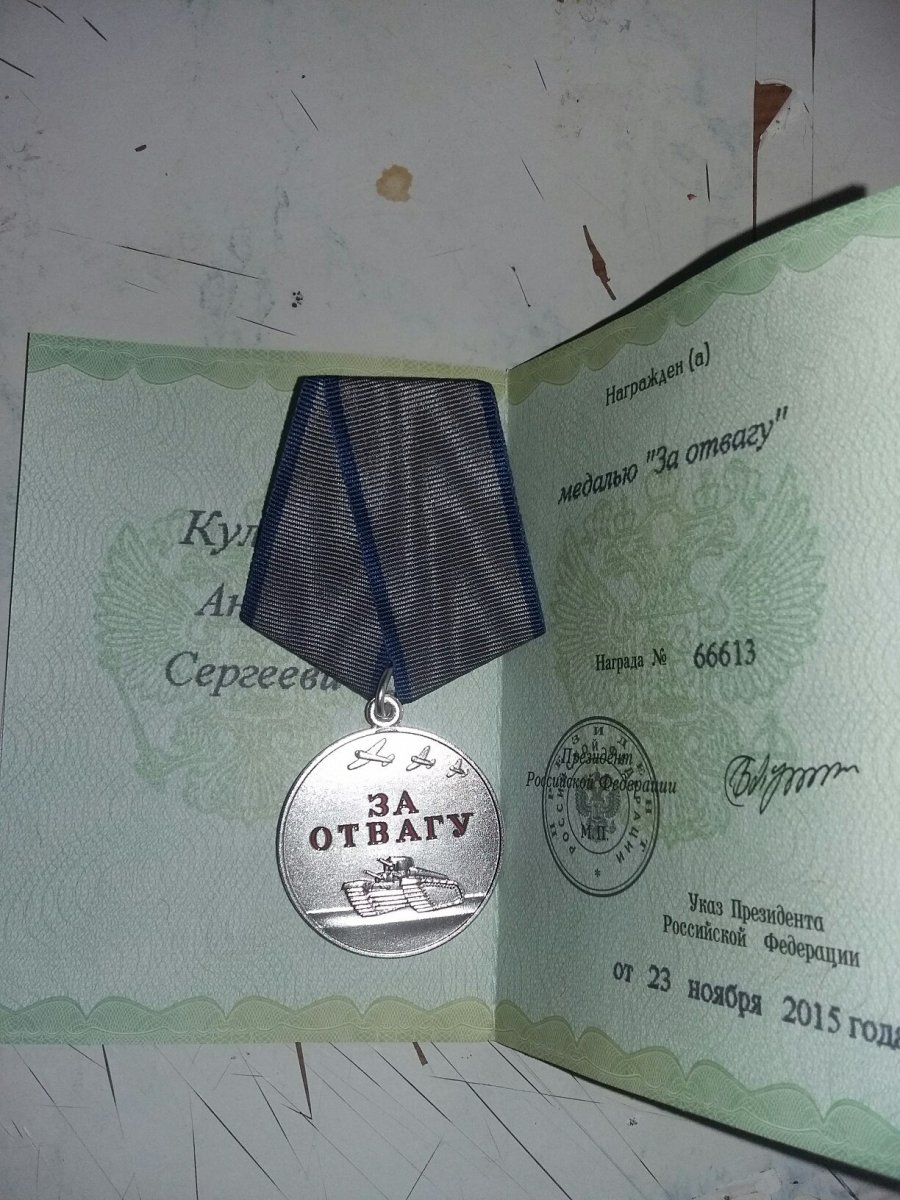 Кул
Ан
Сергееви
ЗА
ОТВАГУ
Награжден (а)
медалью "За отвагу"
Награда № 66613
Президент
Российской Федерации
М.П.
Указ Президента
Российской Федерации
от 23 ноября 2015 года